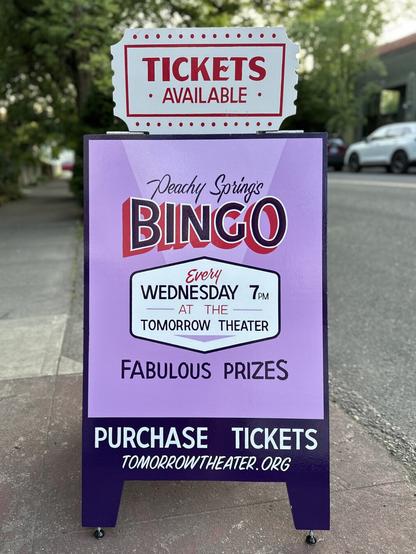 TICKETS
· AVAILABLE ·
Peachy Springs
BINGO
Every
WEDNESDAY 7PM
AT THE
TOMORROW THEATER
FABULOUS PRIZES
PURCHASE TICKETS
TOMORROWTHEATER.ORG